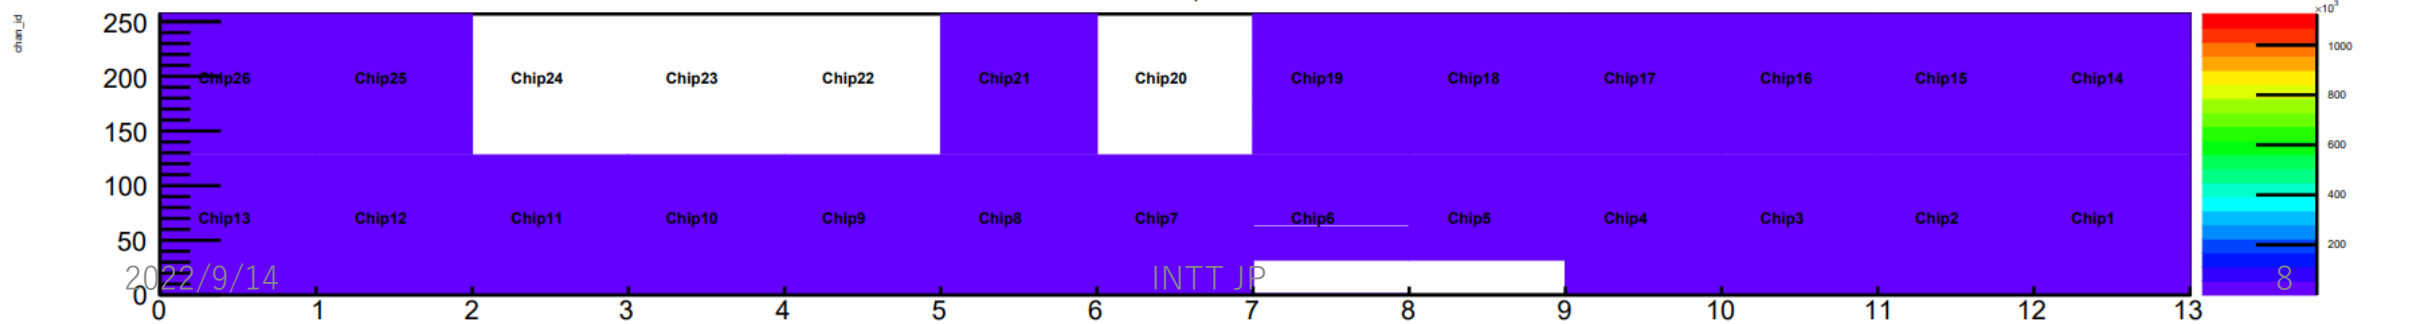 ×10³
chan_id
250
200
150
100
50
0
Chip26 Chip25 Chip24 Chip23 Chip22 Chip21 Chip20 Chip19 Chip18 Chip17 Chip16 Chip15 Chip14
Chip13 Chip12 Chip11 Chip10 Chip9 Chip8 Chip7 Chip6 Chip5 Chip4 Chip3 Chip2 Chip1
1000
800
600
400
200
2022/9/14 INTT JP 8
0 1 2 3 4 5 6 7 8 9 10 11 12 13